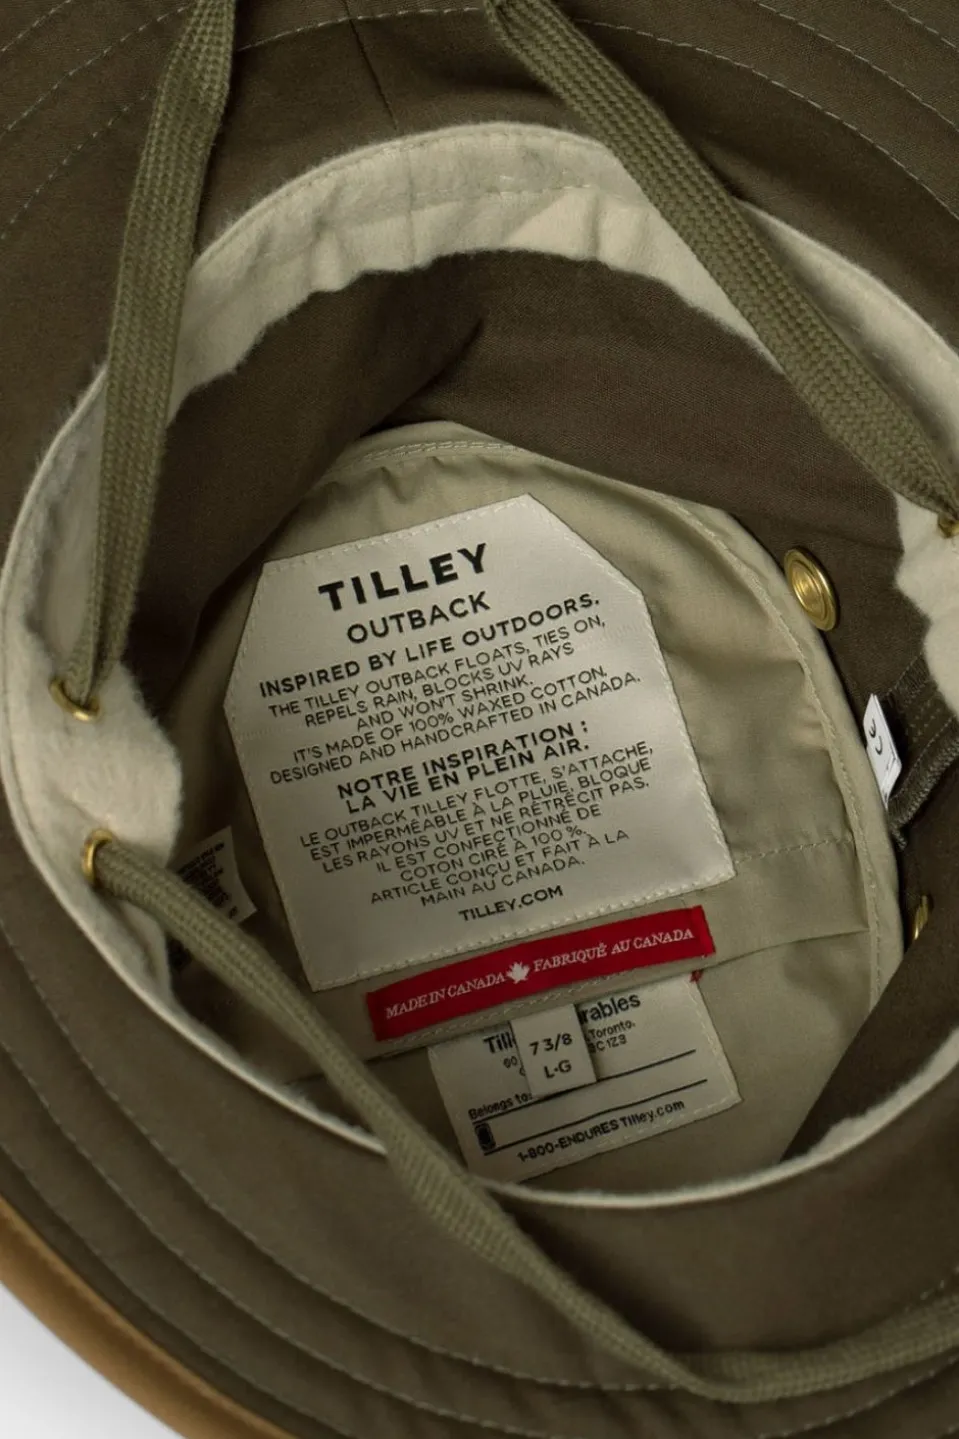 TILLEY
OUTBACK
INSPIRED BY LIFE OUTDOORS.
THE TILLEY OUTBACK FLOATS, TIES ON,
REPELS RAIN, BLOCKS UV RAYS
AND WON'T SHRINK.
IT'S MADE OF 100% WAXED COTTON.
DESIGNED AND HANDCRAFTED IN CANADA.
NOTRE INSPIRATION :
LA VIE EN PLEIN AIR.
LE OUTBACK TILLEY FLOTTE, S'ATTACHE,
EST IMPERMÉABLE À LA PLUIE, BLOQUE
LES RAYONS UV ET NE RÉTRÉCIT PAS.
IL EST CONFECTIONNÉ DE
COTON CIRÉ À 100 %.
ARTICLE CONÇU ET FAIT À LA
MAIN AU CANADA.
TILLEY.COM
MADE IN CANADA FABRIQUÉ AU CANADA
Till rables
Toronto.
7 3/8
L-G
Belongs to:
1-800-ENDURES Tilley.com